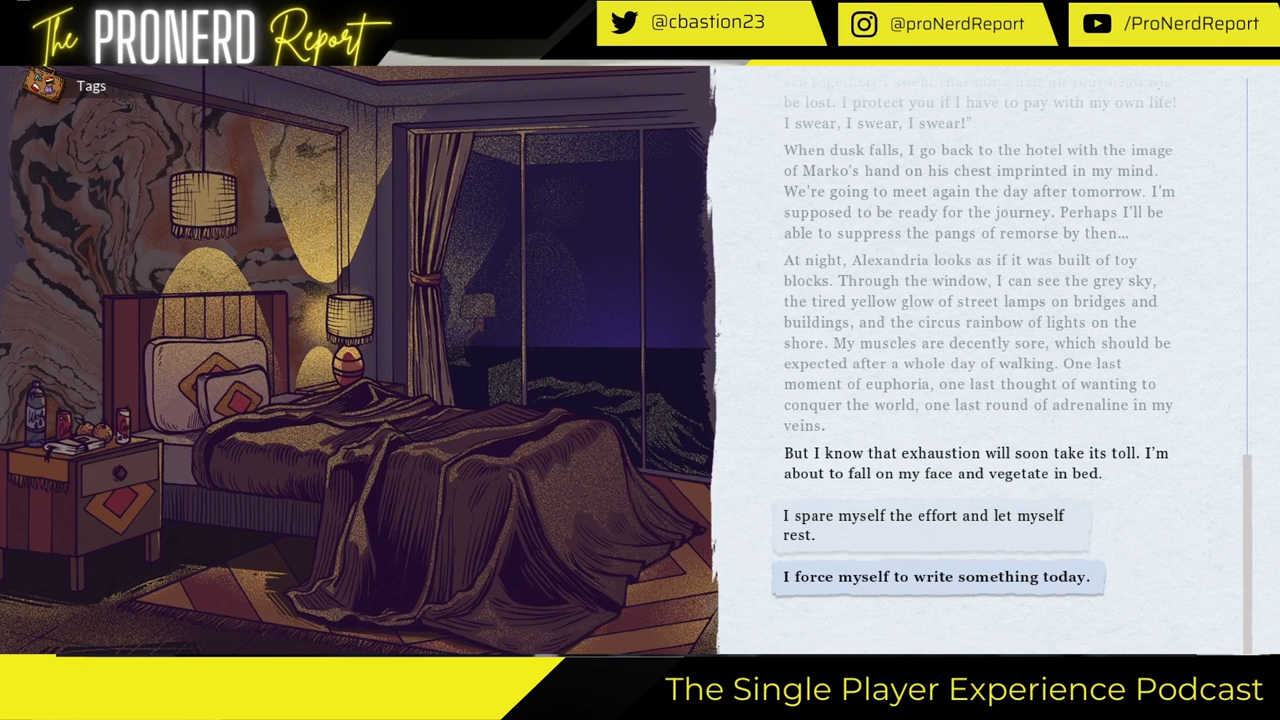 The PRONERD Report
@cbastion23
@proNerdReport
/ProNerdReport
Tags
be lost. I protect you if I have to pay with my own life!
I swear, I swear, I swear!"
When dusk falls, I go back to the hotel with the image
of Marko's hand on his chest imprinted in my mind.
We're going to meet again the day after tomorrow. I'm
supposed to be ready for the journey. Perhaps I'll be
able to suppress the pangs of remorse by then...
At night, Alexandria looks as if it was built of toy
blocks. Through the window, I can see the grey sky,
the tired yellow glow of street lamps on bridges and
buildings, and the circus rainbow of lights on the
shore. My muscles are decently sore, which should be
expected after a whole day of walking. One last
moment of euphoria, one last thought of wanting to
conquer the world, one last round of adrenaline in my
veins.
But I know that exhaustion will soon take its toll. I'm
about to fall on my face and vegetate in bed.
I spare myself the effort and let myself
rest.
I force myself to write something today.
The Single Player Experience Podcast